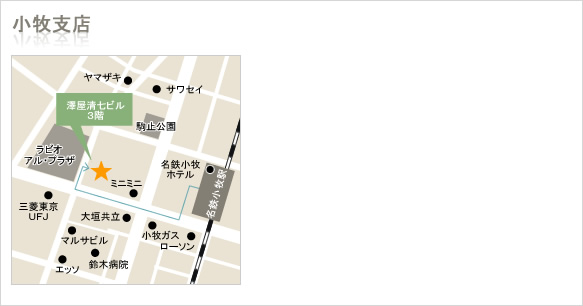 小牧支店
ヤマザキ
サワセイ
澤屋清七ビル
3階
駒止公園
ラピオ
アル・プラザ
名鉄小牧
ホテル
ミニミニ
名鉄小牧駅
三菱東京
UFJ
大垣共立
小牧ガス
マルサビル
ローソン
エッソ
鈴木病院